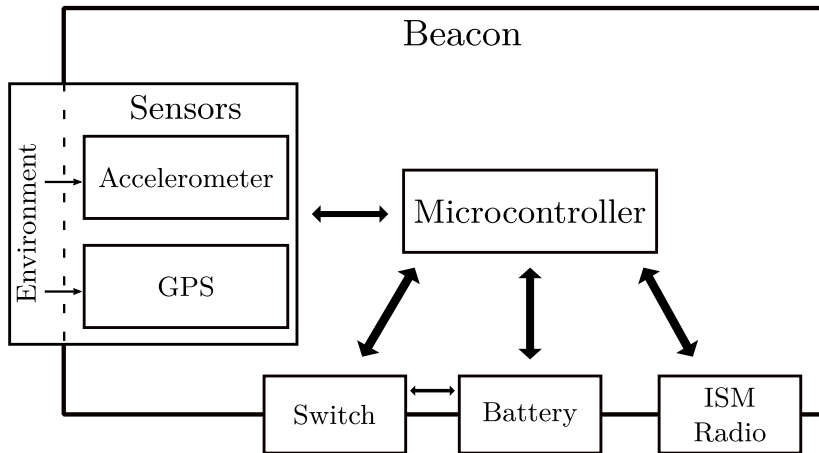 Beacon
Sensors
Environment
Accelerometer
GPS
Microcontroller
Switch
Battery
ISM
Radio